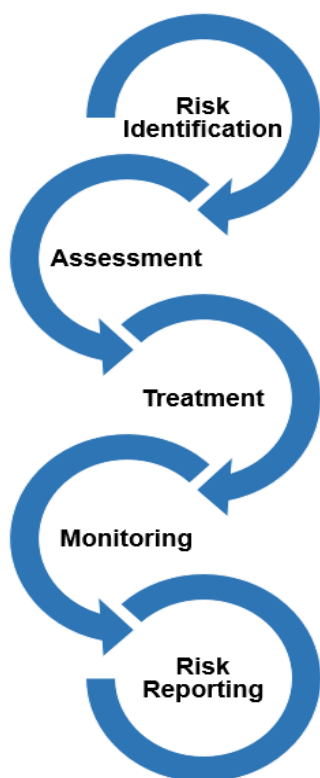 Risk
Identification
Assessment
Treatment
Monitoring
Risk
Reporting